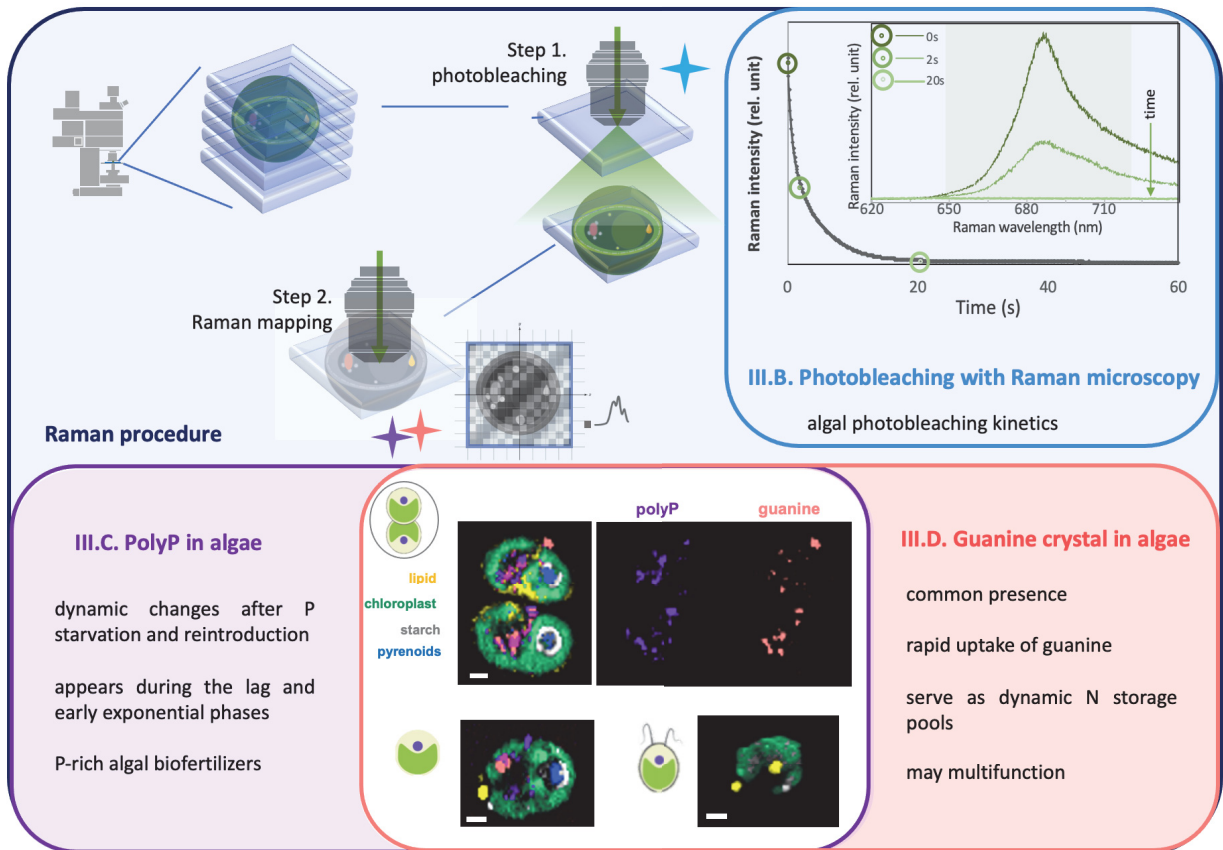 Step 1.
photobleaching
Step 2.
Raman mapping
Raman procedure
Raman intensity (rel. unit)
Raman intensity (rel. unit)
0s
2s
20s
time
620
650
680
710
Raman wavelength (nm)
0
20
40
60
Time (s)
III.B. Photobleaching with Raman microscopy
algal photobleaching kinetics
III.C. PolyP in algae
dynamic changes after P
starvation and reintroduction
appears during the lag and
early exponential phases
P-rich algal biofertilizers
polyP
guanine
lipid
chloroplast
starch
pyrenoids
III.D. Guanine crystal in algae
common presence
rapid uptake of guanine
serve as dynamic N storage
pools
may multifunction